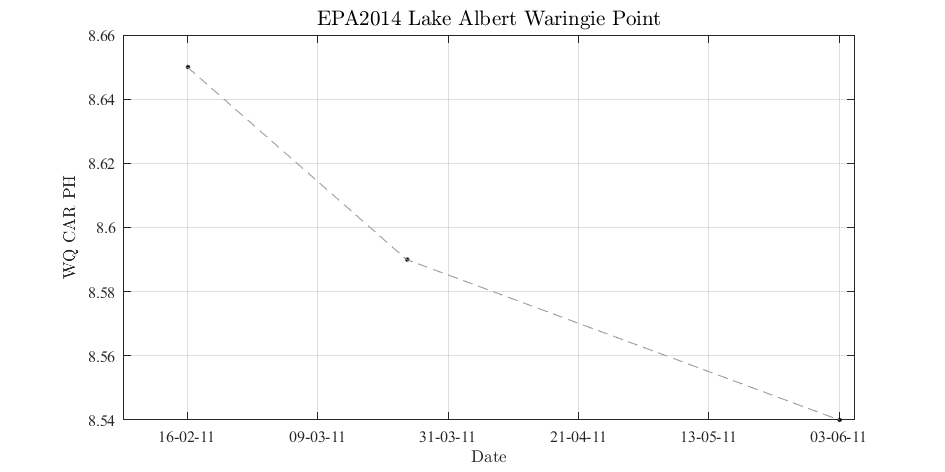 EPA2014 Lake Albert Waringie Point
8.66
8.64
8.62
8.6
8.58
8.56
8.54
WQ CAR PH
16-02-11 09-03-11 31-03-11 21-04-11 13-05-11 03-06-11
Date